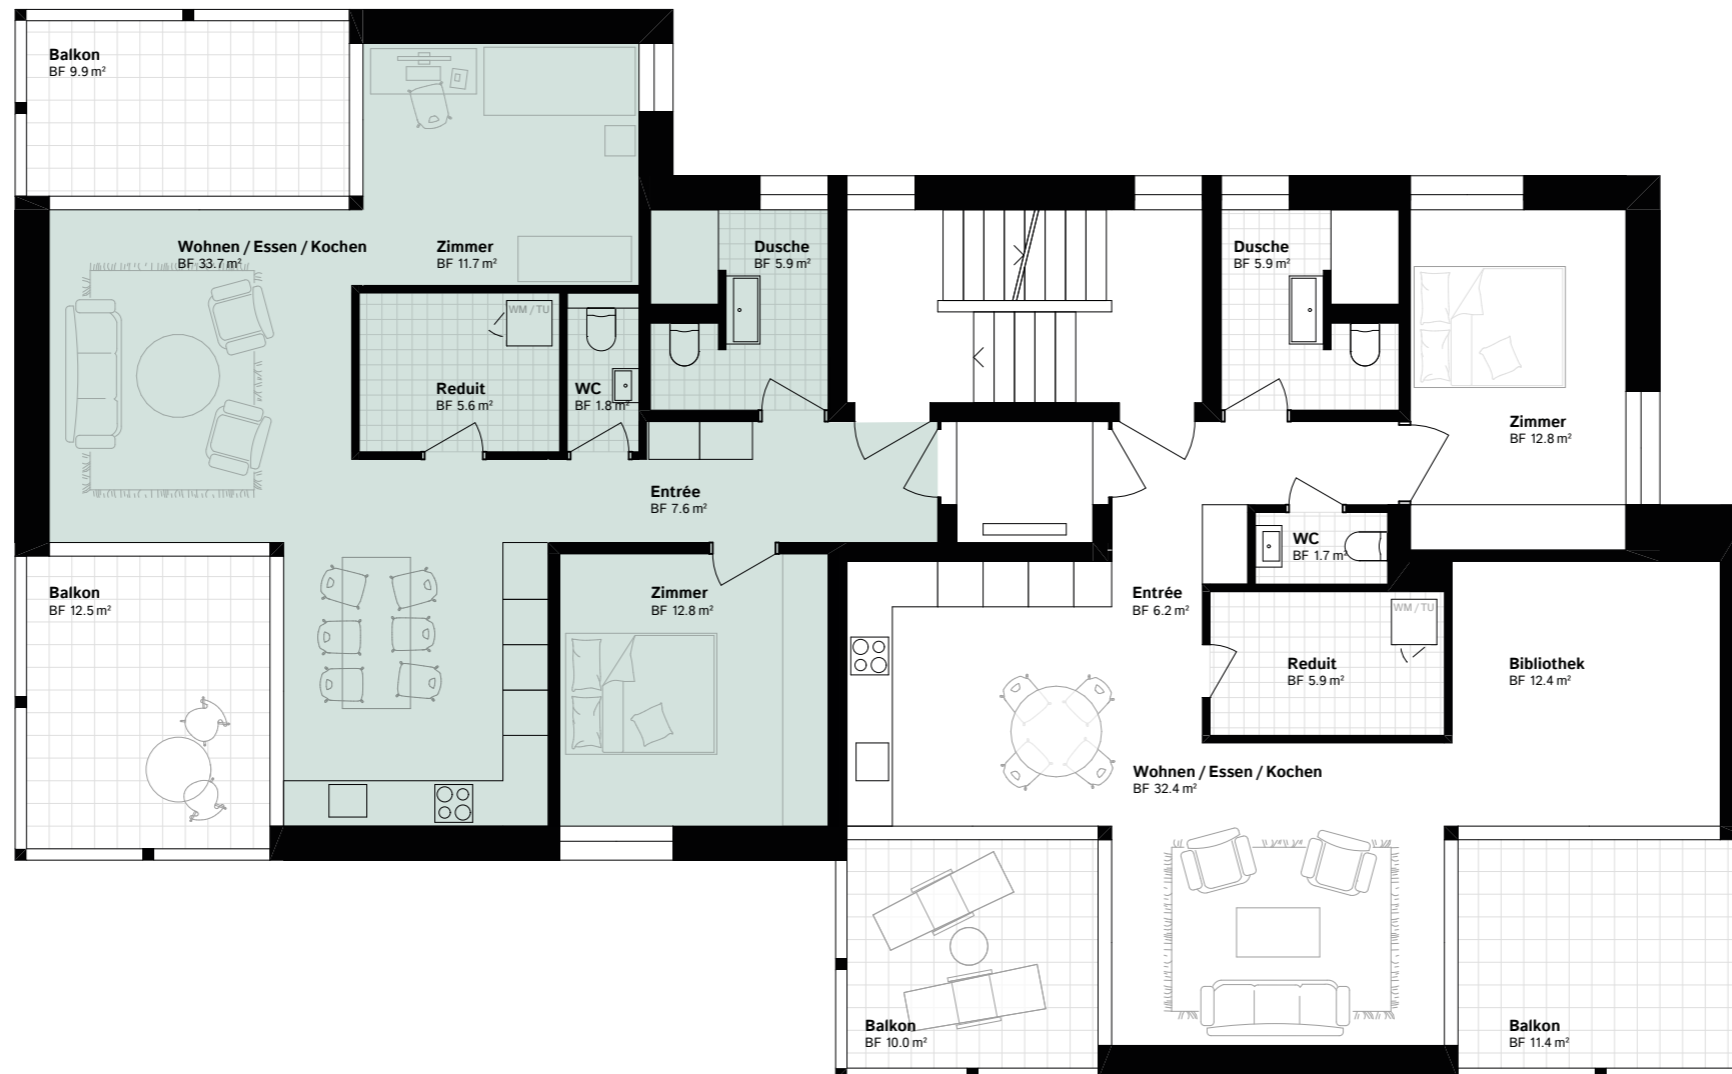 Balkon
BF 9.9 m²
Wohnen / Essen / Kochen
BF 33.7 m²
Zimmer
BF 11.7 m²
Dusche
BF 5.9 m²
Dusche
BF 5.9 m²
WM / TU
Reduit
BF 5.6 m²
WC
BF 1.8 m²
Zimmer
BF 12.8 m²
Entrée
BF 7.6 m²
WC
BF 1.7 m²
Balkon
BF 12.5 m²
Zimmer
BF 12.8 m²
Entrée
BF 6.2 m²
WM / TU
Reduit
BF 5.9 m²
Bibliothek
BF 12.4 m²
Wohnen / Essen / Kochen
BF 32.4 m²
Balkon
BF 10.0 m²
Balkon
BF 11.4 m²